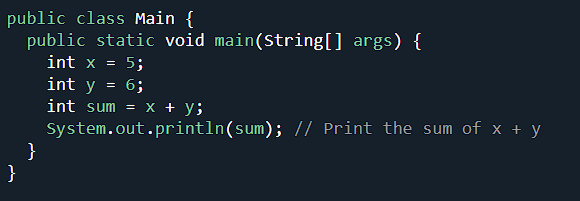 public class Main {
  public static void main(String[] args) {
    int x = 5;
    int y = 6;
    int sum = x + y;
    System.out.println(sum); // Print the sum of x + y
  }
}